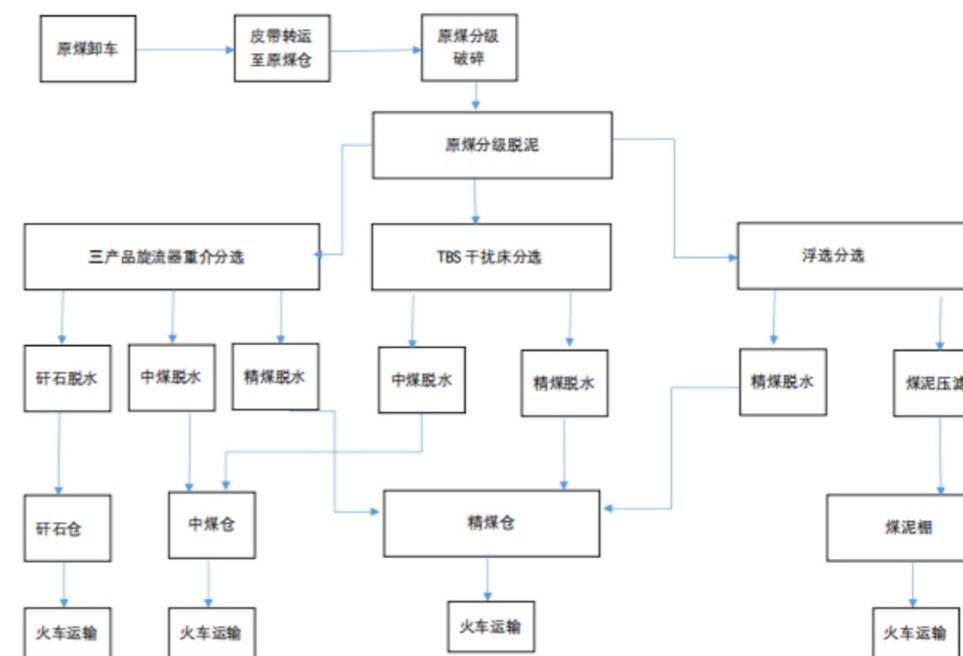 原煤卸车
皮带转运
至原煤仓
原煤分级
破碎
原煤分级脱泥
三产品旋流器重介分选
TBS 干扰床分选
浮选分选
矸石脱水
中煤脱水
精煤脱水
中煤脱水
精煤脱水
精煤脱水
煤泥压滤
矸石仓
中煤仓
精煤仓
煤泥棚
火车运输
火车运输
火车运输
火车运输